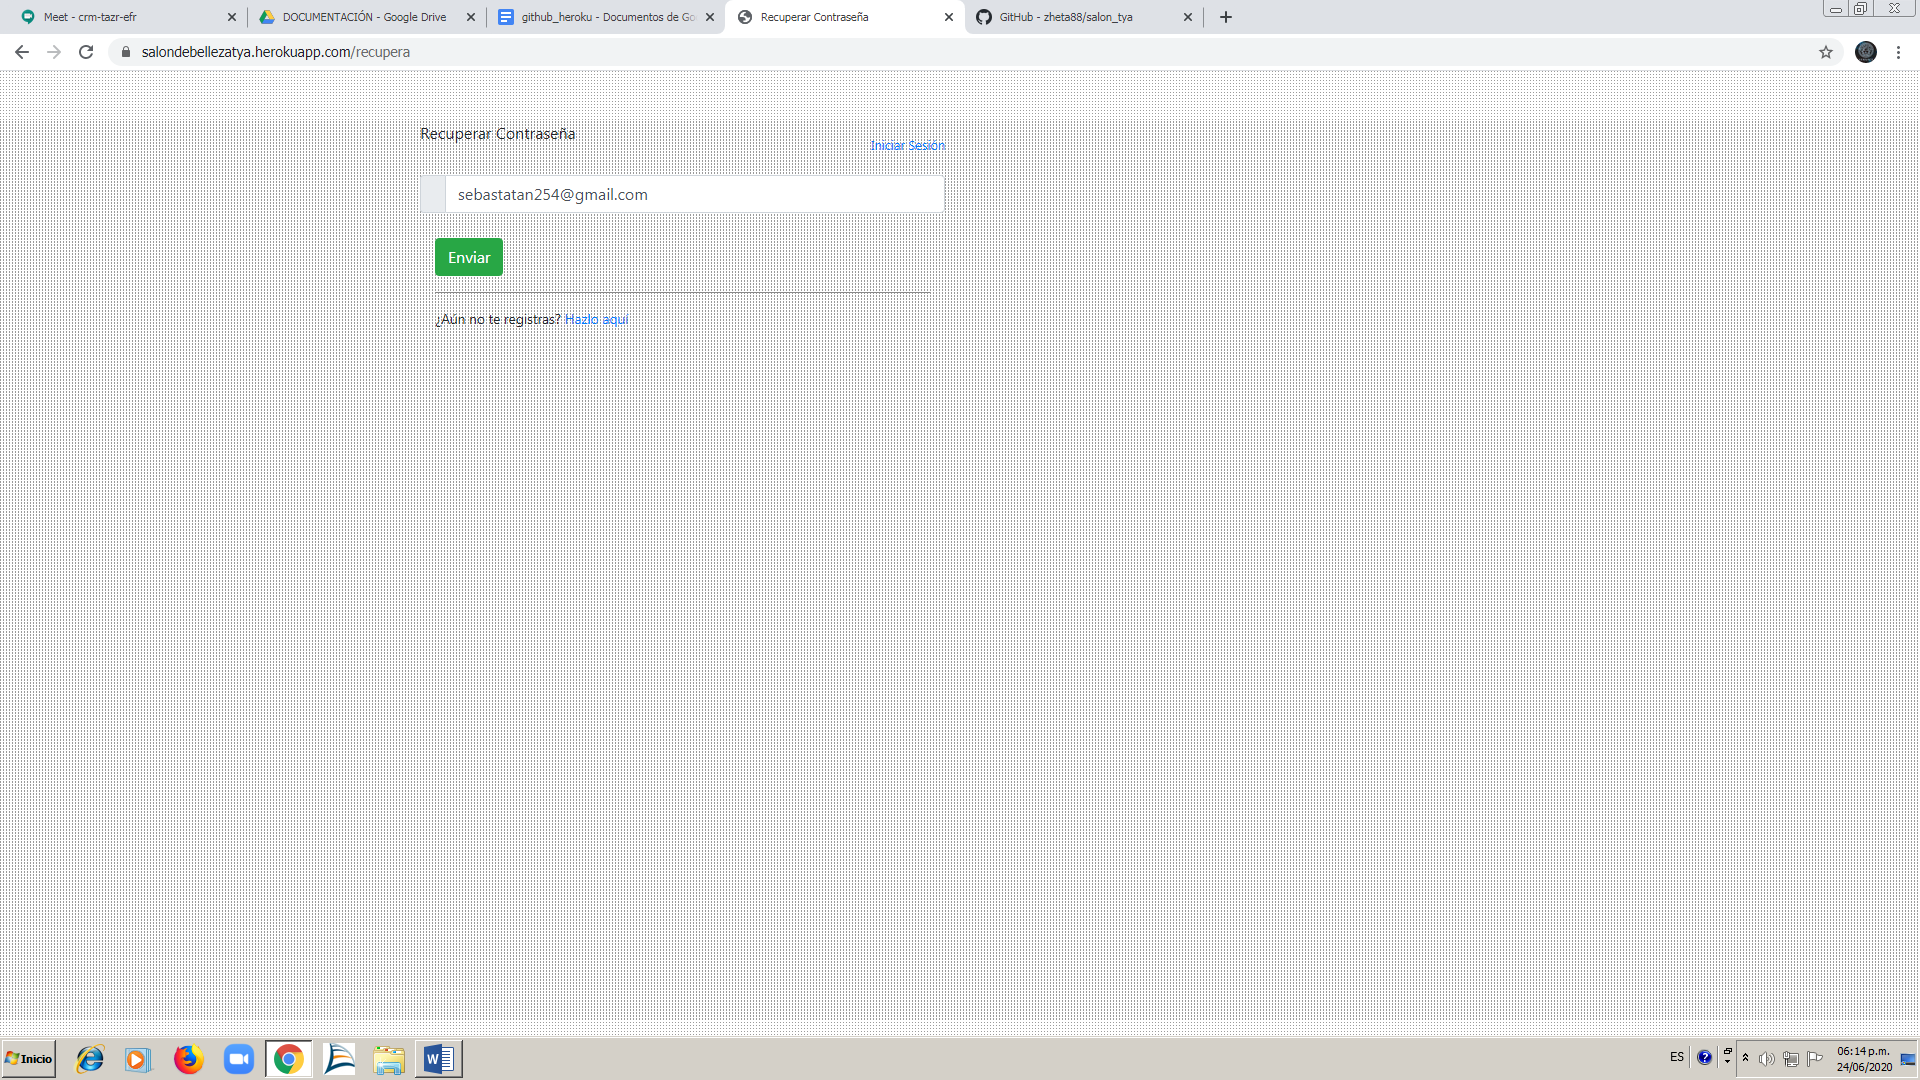 Meet - crm-tazr-efr
DOCUMENTACIÓN - Google Drive
github_heroku - Documentos de Go
Recuperar Contraseña
GitHub - zheta88/salon_tya
salondebellezatya.herokuapp.com/recupera
Recuperar Contraseña
Iniciar Sesión
sebastatan254@gmail.com
Enviar
¿Aún no te registras? Hazlo aquí
Inicio
ES
06:14 p.m.
24/06/2020